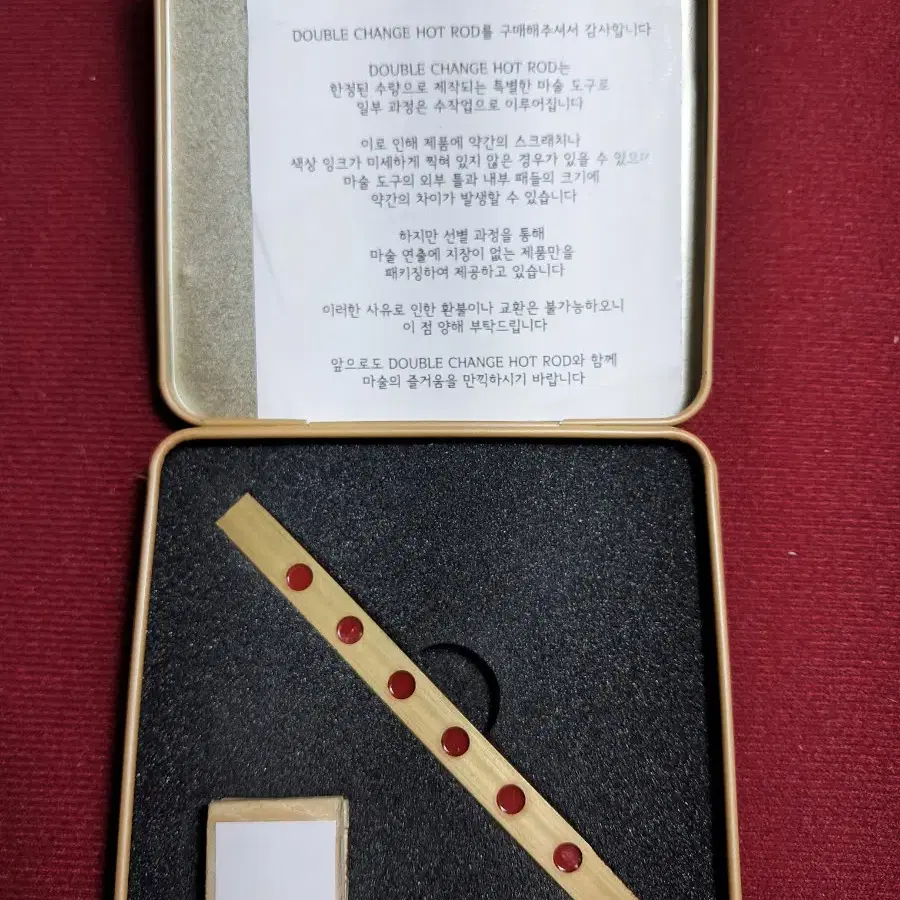 DOUBLE CHANGE HOT ROD를 구매해주셔서 감사합니다
DOUBLE CHANGE HOT ROD는
한정된 수량으로 제작되는 특별한 마술 도구로
일부 과정은 수작업으로 이루어집니다
이로 인해 제품에 약간의 스크래치나
색상 잉크가 미세하게 찍혀 있지 않은 경우가 있을 수 있으며
마술 도구의 외부 틀과 내부 패들의 크기에
약간의 차이가 발생할 수 있습니다
하지만 선별 과정을 통해
마술 연출에 지장이 없는 제품만을
패키징하여 제공하고 있습니다
이러한 사유로 인한 환불이나 교환은 불가능하오니
이 점 양해 부탁드립니다
앞으로도 DOUBLE CHANGE HOT ROD와 함께
마술의 즐거움을 만끽하시기 바랍니다